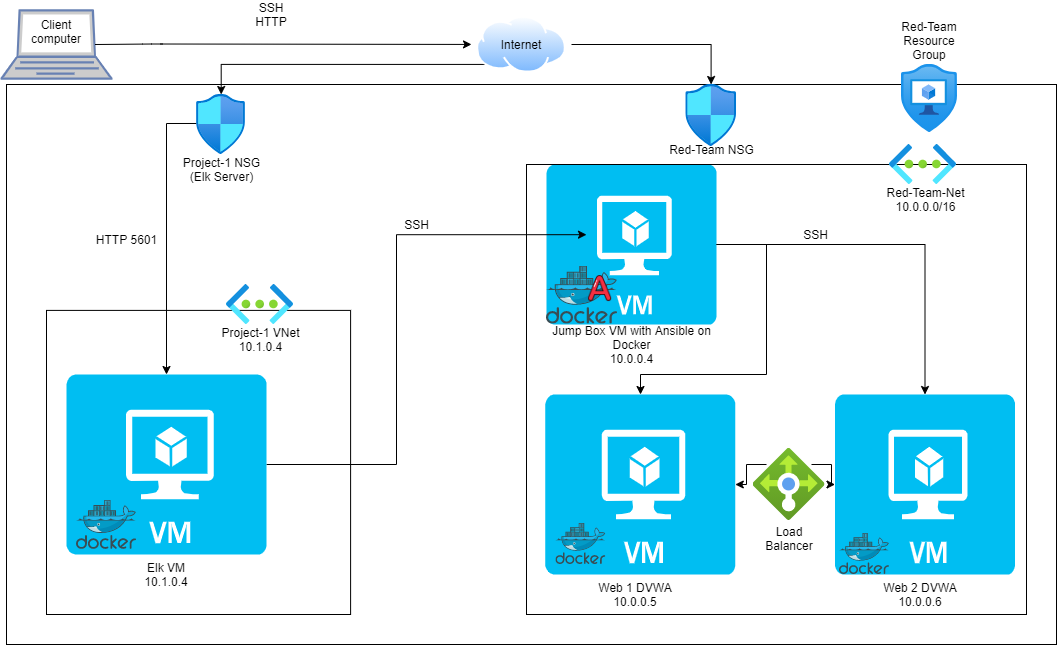 SSH
HTTP
Client
computer
Internet
Red-Team
Resource
Group
Project-1 NSG
(Elk Server)
Red-Team NSG
Red-Team-Net
10.0.0.0/16
HTTP 5601
SSH
SSH
A
VM
docker
Jump Box VM with Ansible on
Docker
10.0.0.4
Project-1 VNet
10.1.0.4
docker
VM
Elk VM
10.1.0.4
docker
VM
Web 1 DVWA
10.0.0.5
Load
Balancer
docker
VM
Web 2 DVWA
10.0.0.6